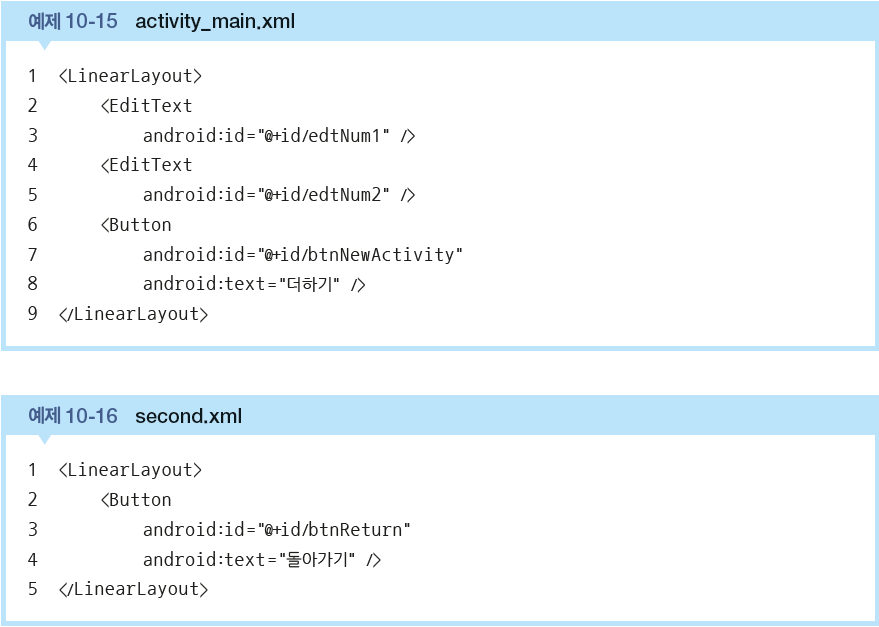 예제 10-15 activity_main.xml
1 <LinearLayout>
2 <EditText
3 android:id="@+id/edtNum1" />
4 <EditText
5 android:id="@+id/edtNum2" />
6 <Button
7 android:id="@+id/btnNewActivity"
8 android:text="더하기" />
9 </LinearLayout>
예제 10-16 second.xml
1 <LinearLayout>
2 <Button
3 android:id="@+id/btnReturn"
4 android:text="돌아가기" />
5 </LinearLayout>